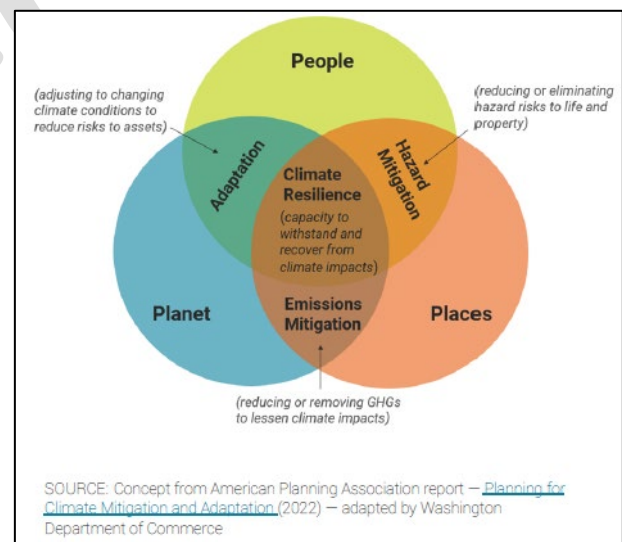 People
(adjusting to changing
climate conditions to
reduce risks to assets)
(reducing or eliminating
hazard risks to life and
property)
Adaptation
Hazard
Mitigation
Climate
Resilience
(capacity to
withstand and
recover from
climate impacts)
Planet
Emissions
Mitigation
Places
(reducing or removing GHGs
to lessen climate impacts)
SOURCE: Concept from American Planning Association report — Planning for
Climate Mitigation and Adaptation (2022) — adapted by Washington
Department of Commerce